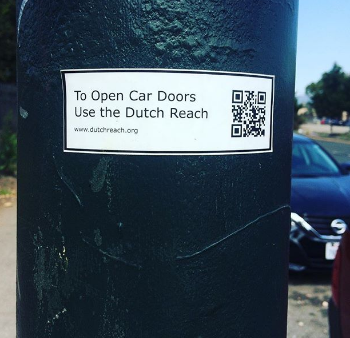 To Open Car Doors
Use the Dutch Reach
www.dutchreach.org